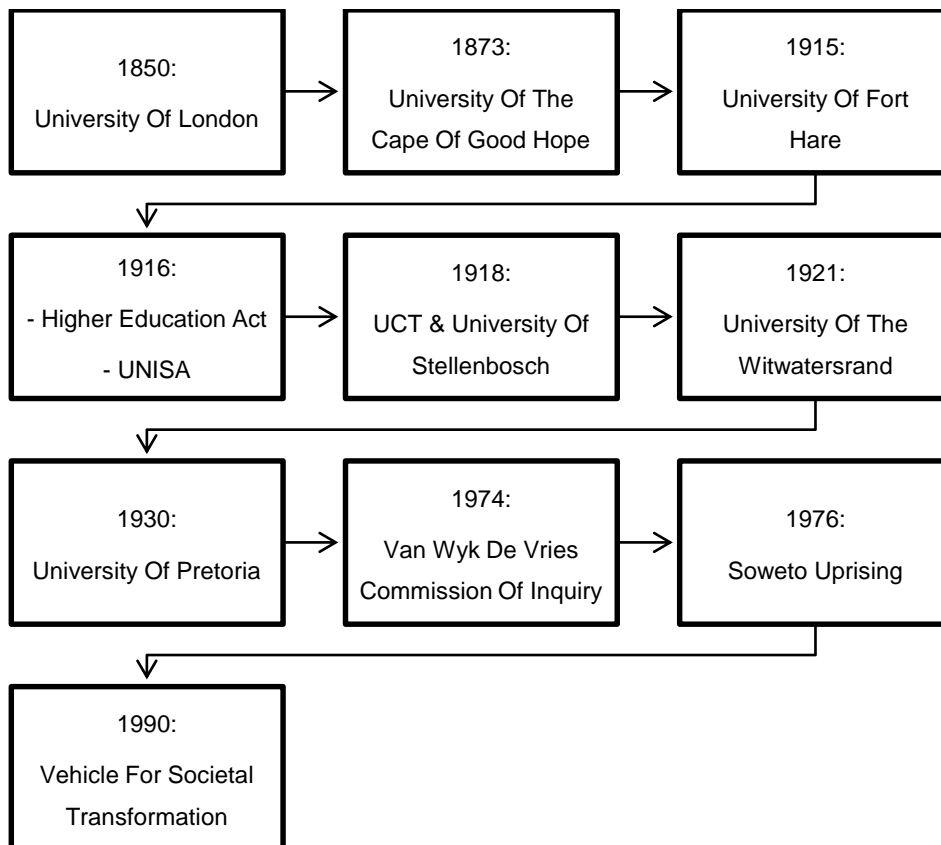 1850:
University Of London
1873:
University Of The
Cape Of Good Hope
1915:
University Of Fort
Hare
1916:
- Higher Education Act
- UNISA
1918:
UCT & University Of
Stellenbosch
1921:
University Of The
Witwatersrand
1930:
University Of Pretoria
1974:
Van Wyk De Vries
Commission Of Inquiry
1976:
Soweto Uprising
1990:
Vehicle For Societal
Transformation